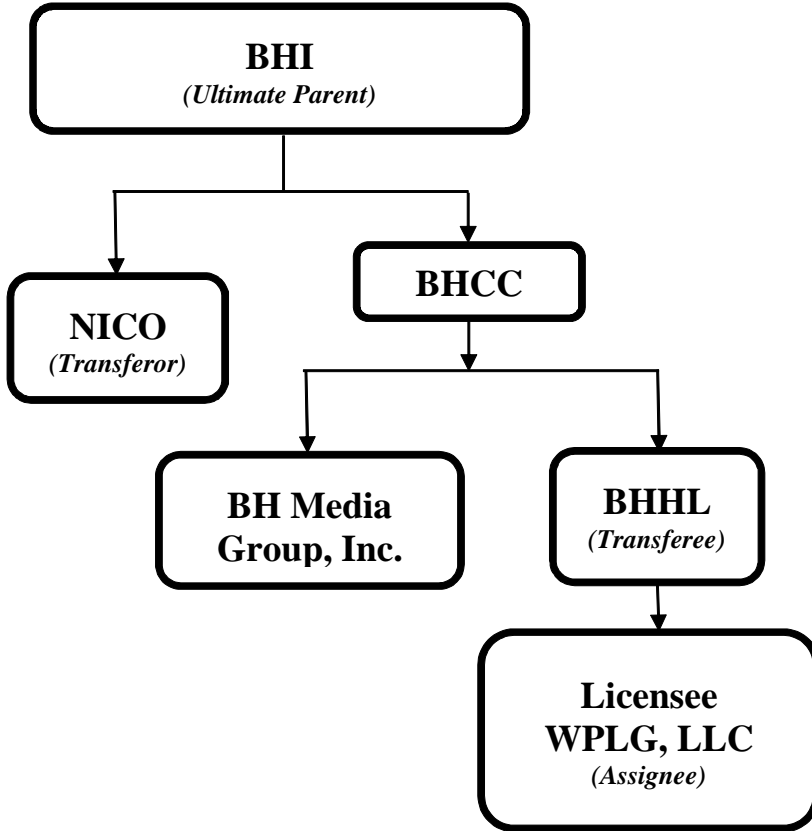 BHI
(Ultimate Parent)
BHCC
NICO
(Transferor)
BH Media
Group, Inc.
BHHL
(Transferee)
Licensee
WPLG, LLC
(Assignee)